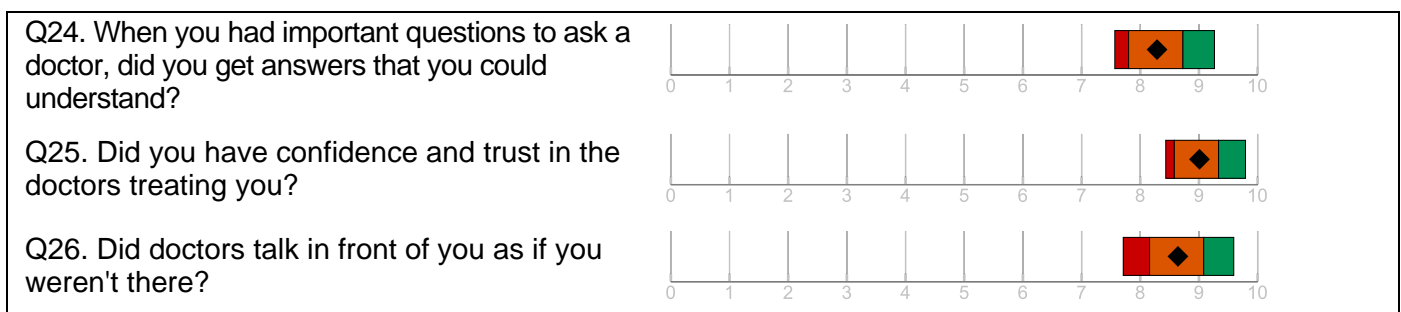 Q24. When you had important questions to ask a
doctor, did you get answers that you could
understand?
0 1 2 3 4 5 6 7 8 9 10
Q25. Did you have confidence and trust in the
doctors treating you?
0 1 2 3 4 5 6 7 8 9 10
Q26. Did doctors talk in front of you as if you
weren't there?
0 1 2 3 4 5 6 7 8 9 10